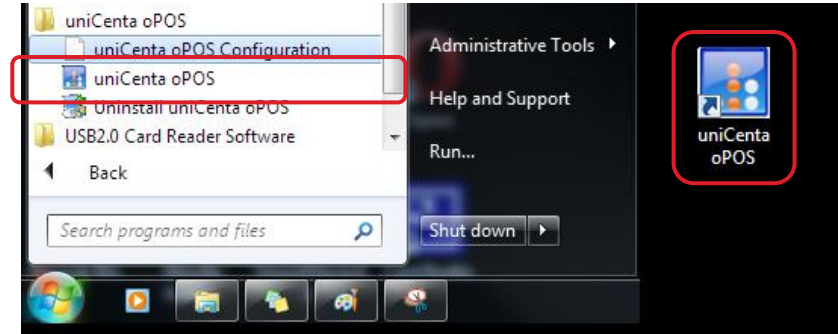 uniCenta oPOS
uniCenta oPOS Configuration
uniCenta oPOS
Uninstall uniCenta oPOS
USB2.0 Card Reader Software
Back
Search programs and files
Administrative Tools
Help and Support
Run...
Shut down
uniCenta
oPOS